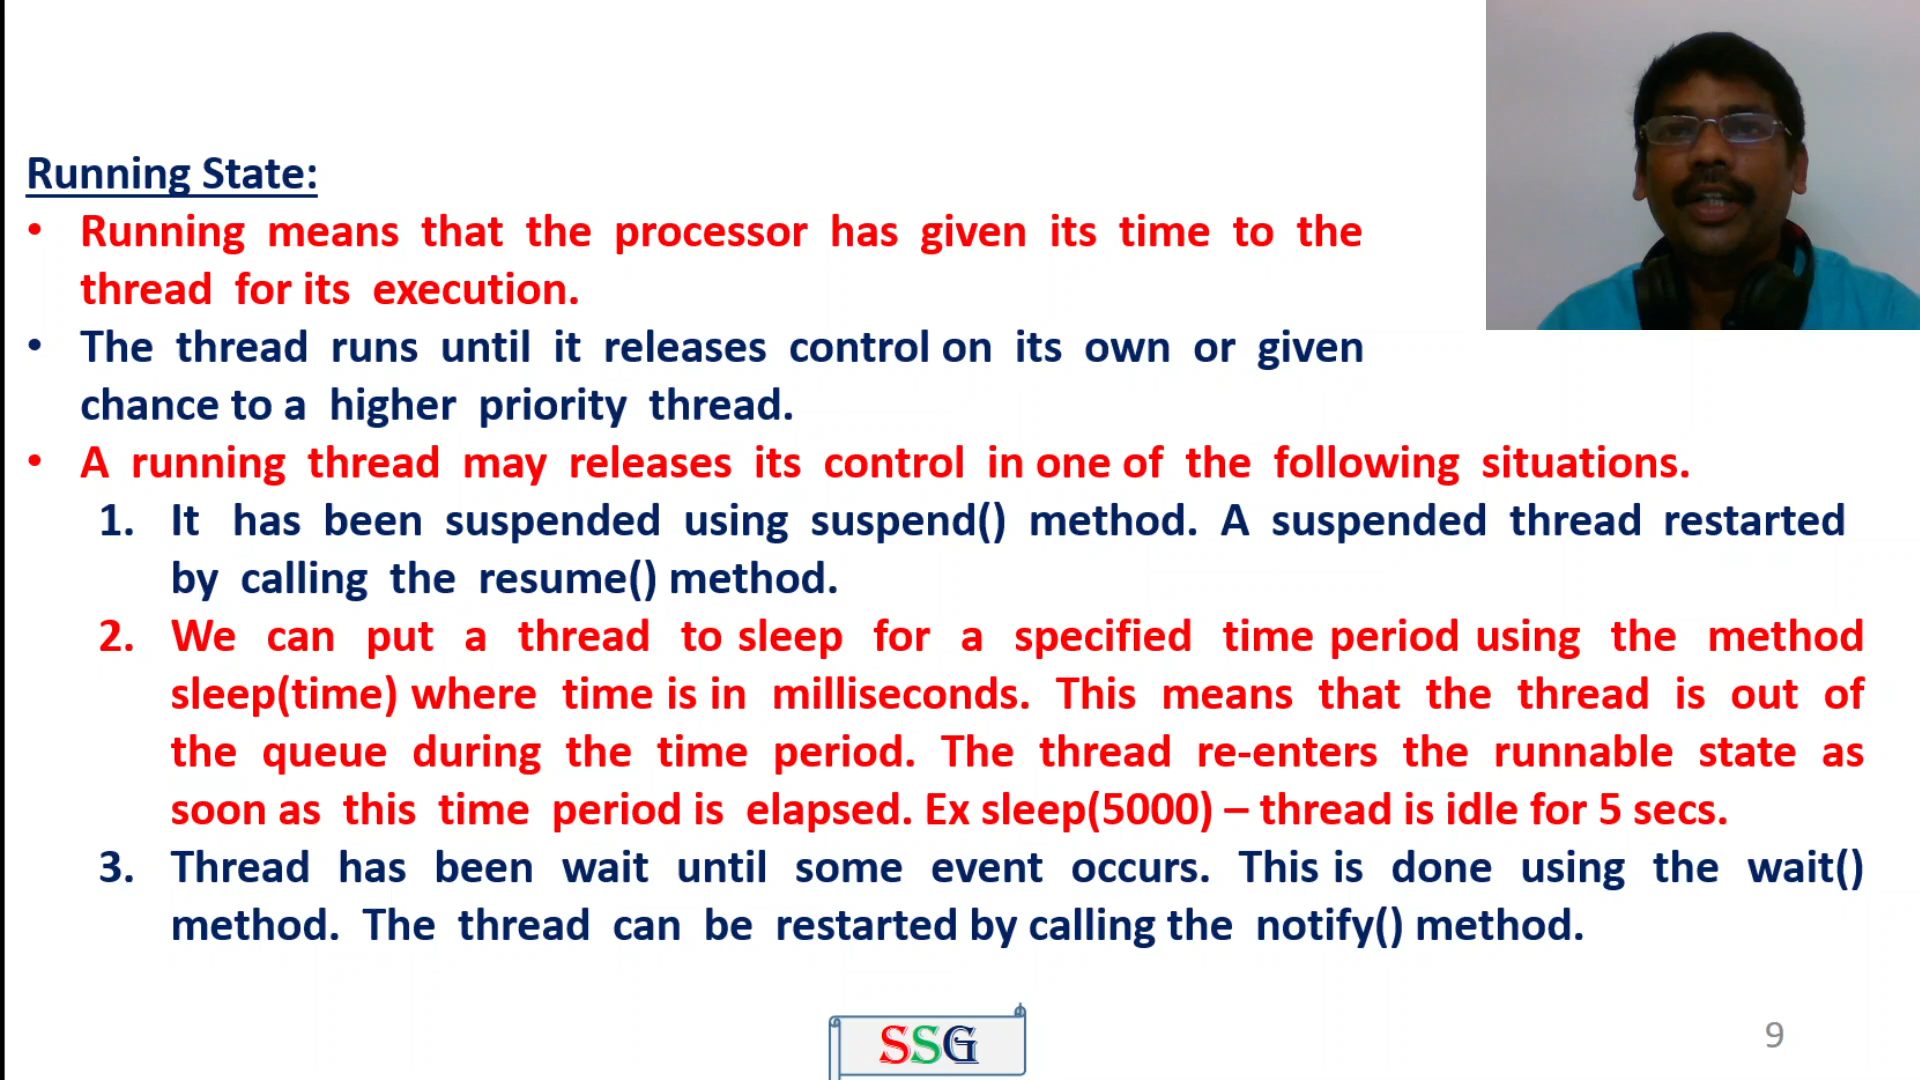 Running State:
• Running means that the processor has given its time to the
thread for its execution.
• The thread runs until it releases control on its own or given
chance to a higher priority thread.
• A running thread may releases its control in one of the following situations.
1. It has been suspended using suspend() method. A suspended thread restarted
by calling the resume() method.
2. We can put a thread to sleep for a specified time period using the method
sleep(time) where time is in milliseconds. This means that the thread is out of
the queue during the time period. The thread re-enters the runnable state as
soon as this time period is elapsed. Ex sleep(5000) – thread is idle for 5 secs.
3. Thread has been wait until some event occurs. This is done using the wait()
method. The thread can be restarted by calling the notify() method.
SSG
9